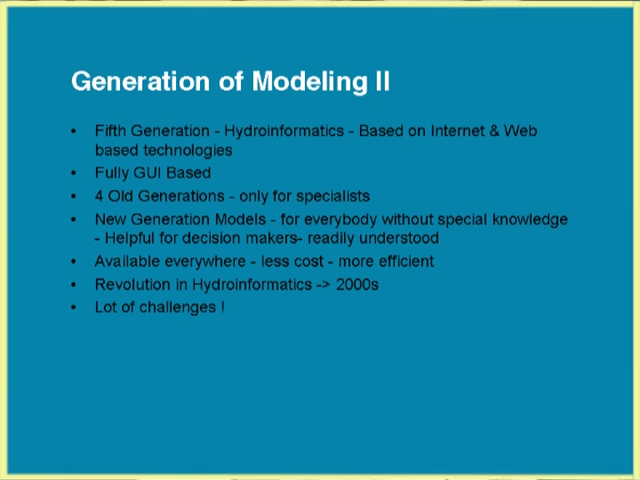 Generation of Modeling II
• Fifth Generation - Hydroinformatics - Based on Internet & Web
based technologies
• Fully GUI Based
• 4 Old Generations - only for specialists
• New Generation Models - for everybody without special knowledge
- Helpful for decision makers- readily understood
• Available everywhere - less cost - more efficient
• Revolution in Hydroinformatics -> 2000s
• Lot of challenges !